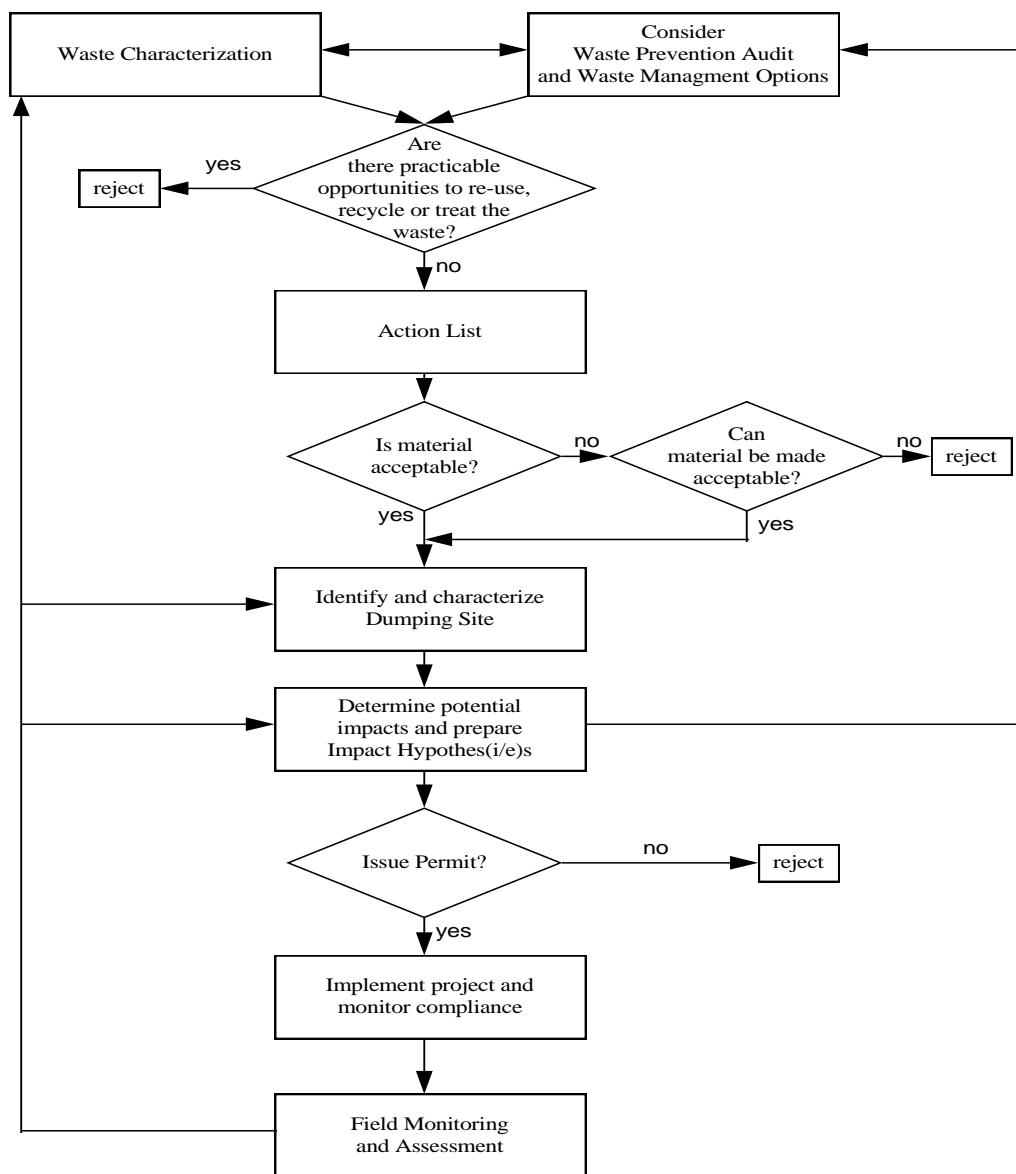 Waste Characterization
Consider
Waste Prevention Audit
and Waste Managment Options
Are
there practicable
opportunities to re-use,
recycle or treat the
waste?
yes
reject
no
Action List
Is material
acceptable?
no
Can
material be made
acceptable?
no
reject
yes
yes
Identify and characterize
Dumping Site
Determine potential
impacts and prepare
Impact Hypothes(i/e)s
Issue Permit?
no
reject
yes
Implement project and
monitor compliance
Field Monitoring
and Assessment